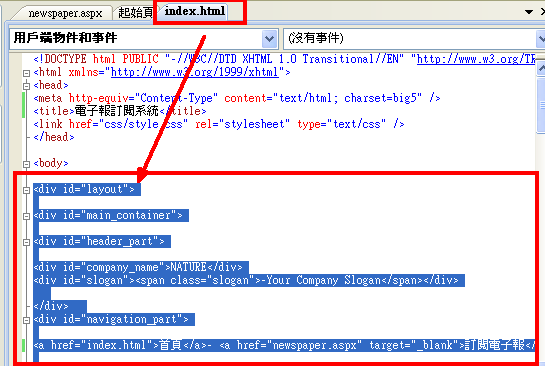 newspaper.aspx 起始頁 index.html
用戶端物件和事件 (沒有事件)
<!DOCTYPE html PUBLIC "-//W3C//DTD XHTML 1.0 Transitional//EN" "http://www.w3.org/TR
<html xmlns="http://www.w3.org/1999/xhtml">
<head>
<meta http-equiv="Content-Type" content="text/html; charset=big5" />
<title>電子報訂閱系統</title>
<link href="css/style.css" rel="stylesheet" type="text/css" />
</head>
<body>
<div id="layout">
<div id="main_container">
<div id="header_part">
<div id="company_name">NATURE</div>
<div id="slogan"><span class="slogan">-Your Company Slogan</span></div>
</div>
<div id="navigation_part">
<a href="index.html">首頁</a>- <a href="newspaper.aspx" target="_blank">訂閱電子報</